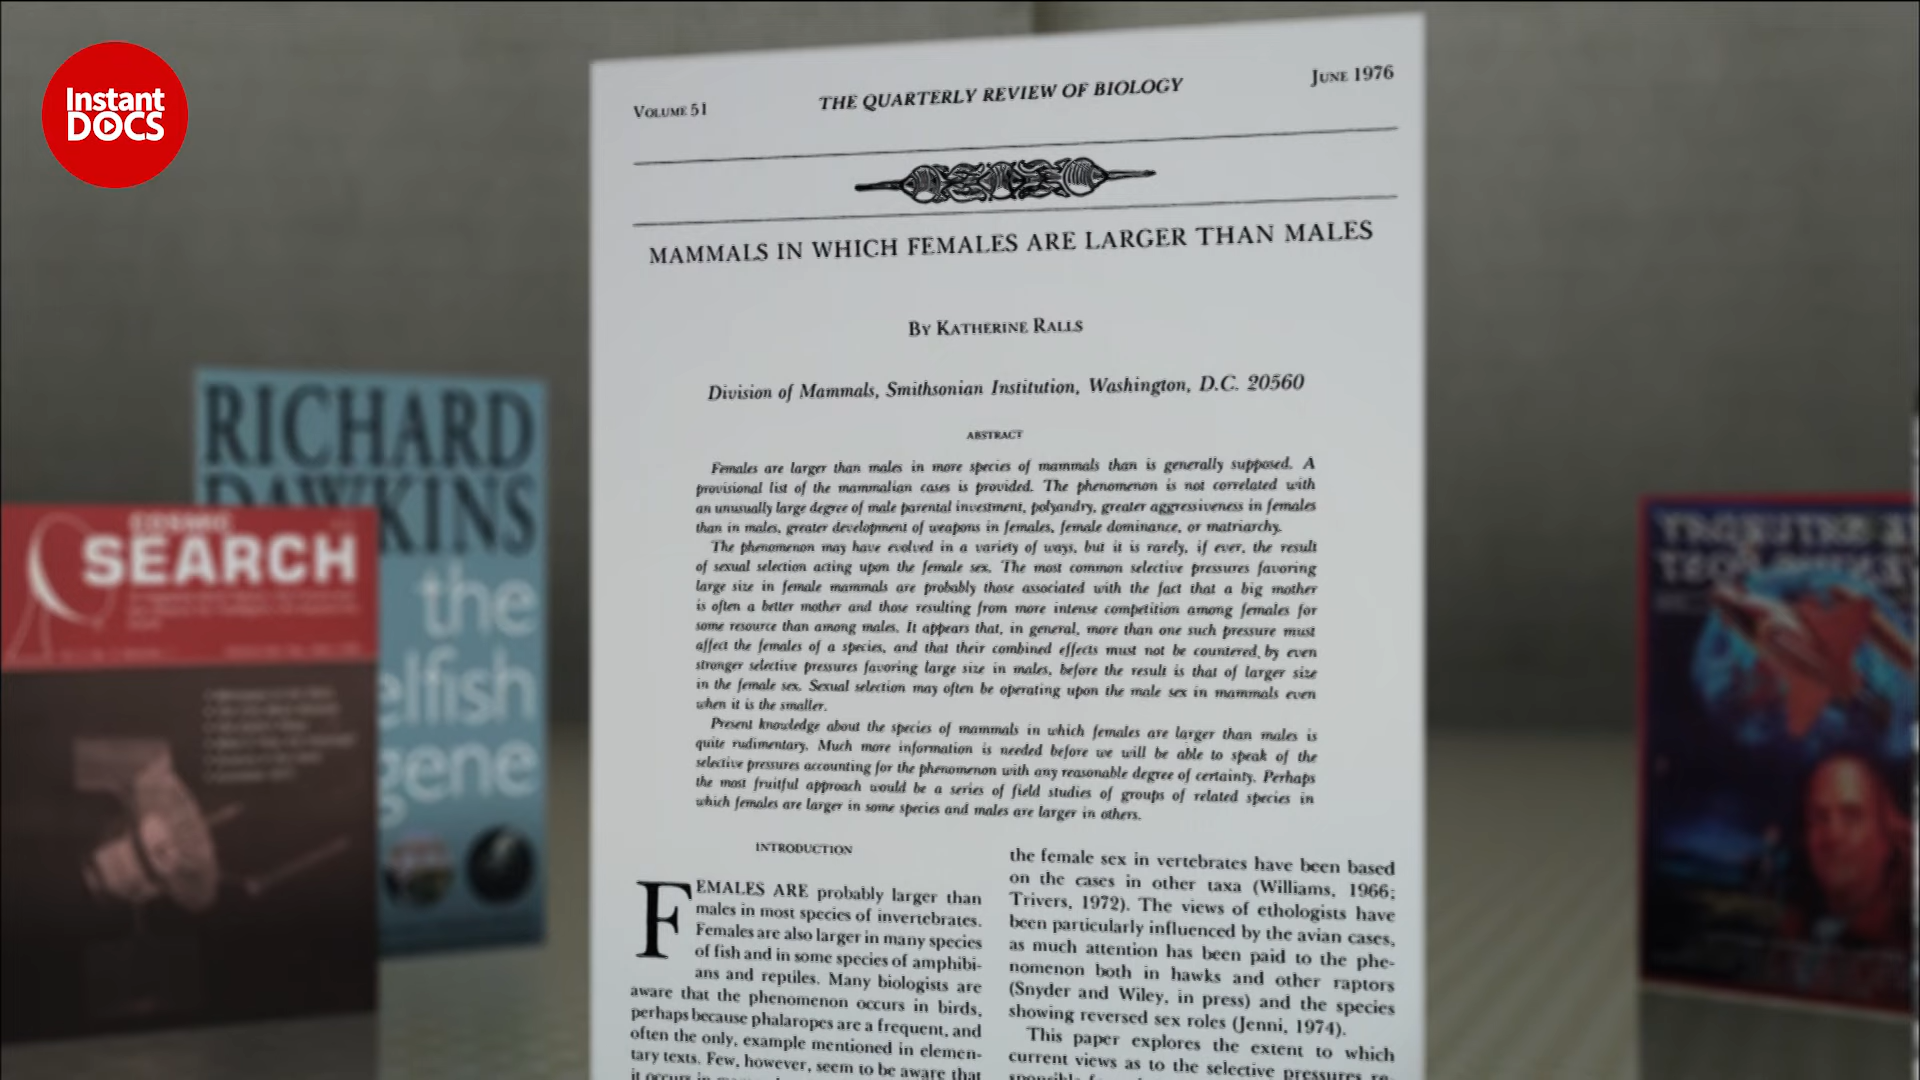 Instant
DOCS
VOLUME 51
THE QUARTERLY REVIEW OF BIOLOGY
JUNE 1976
MAMMALS IN WHICH FEMALES ARE LARGER THAN MALES
BY KATHERINE RALLS
Division of Mammals, Smithsonian Institution, Washington, D.C. 20560
ABSTRACT
Females are larger than males in more species of mammals than is generally supposed. A
provisional list of the mammalian cases is provided. The phenomenon is not correlated with
an unusually large degree of male parental investment, polyandry, greater aggressiveness in females
than in males, greater development of weapons in females, female dominance, or matriarchy.
The phenomenon may have evolved in a variety of ways, but it is rarely, if ever, the result
of sexual selection acting upon the female sex. The most common selective pressures favoring
large size in female mammals are probably those associated with the fact that a big mother
is often a better mother and those resulting from more intense competition among females for
some resource than among males. It appears that, in general, more than one such pressure must
affect the females of a species, and that their combined effects must not be countered by even
stronger selective pressures favoring large size in males, before the result is that of larger size
in the female sex. Sexual selection may often be operating upon the male sex in mammals even
when it is the smaller.
Present knowledge about the species of mammals in which females are larger than males is
quite rudimentary. Much more information is needed before we will be able to speak of the
selective pressures accounting for the phenomenon with any reasonable degree of certainty. Perhaps
the most fruitful approach would be a series of field studies of groups of related species in
which females are larger in some species and males are larger in others.
INTRODUCTION
FEMALES ARE probably larger than
males in most species of invertebrates.
Females are also larger in many species
of fish and in some species of amphibi-
ans and reptiles. Many biologists are
aware that the phenomenon occurs in birds,
perhaps because phalaropes are a frequent, and
often the only, example mentioned in elemen-
tary texts. Few, however, seem to be aware that
it occurs in
the female sex in vertebrates have been based
on the cases in other taxa (Williams, 1966;
Trivers, 1972). The views of ethologists have
been particularly influenced by the avian cases,
as much attention has been paid to the phe-
nomenon both in hawks and other raptors
(Snyder and Wiley, in press) and the species
showing reversed sex roles (Jenni, 1974).
This paper explores the extent to which
current views as to the selective pressures re-
RICHARD
DAWKINS
the
selfish
gene
COSMIC
SEARCH